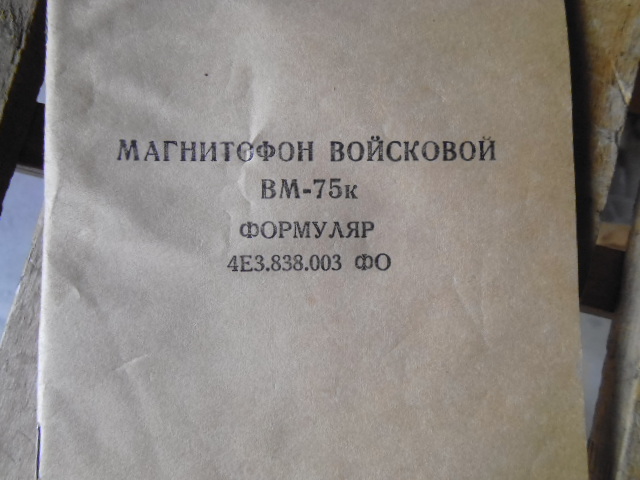 МАГНИТОФОН ВОЙСКОВОЙ
ВМ-75к
ФОРМУЛЯР
4Е3.838.003 ФО